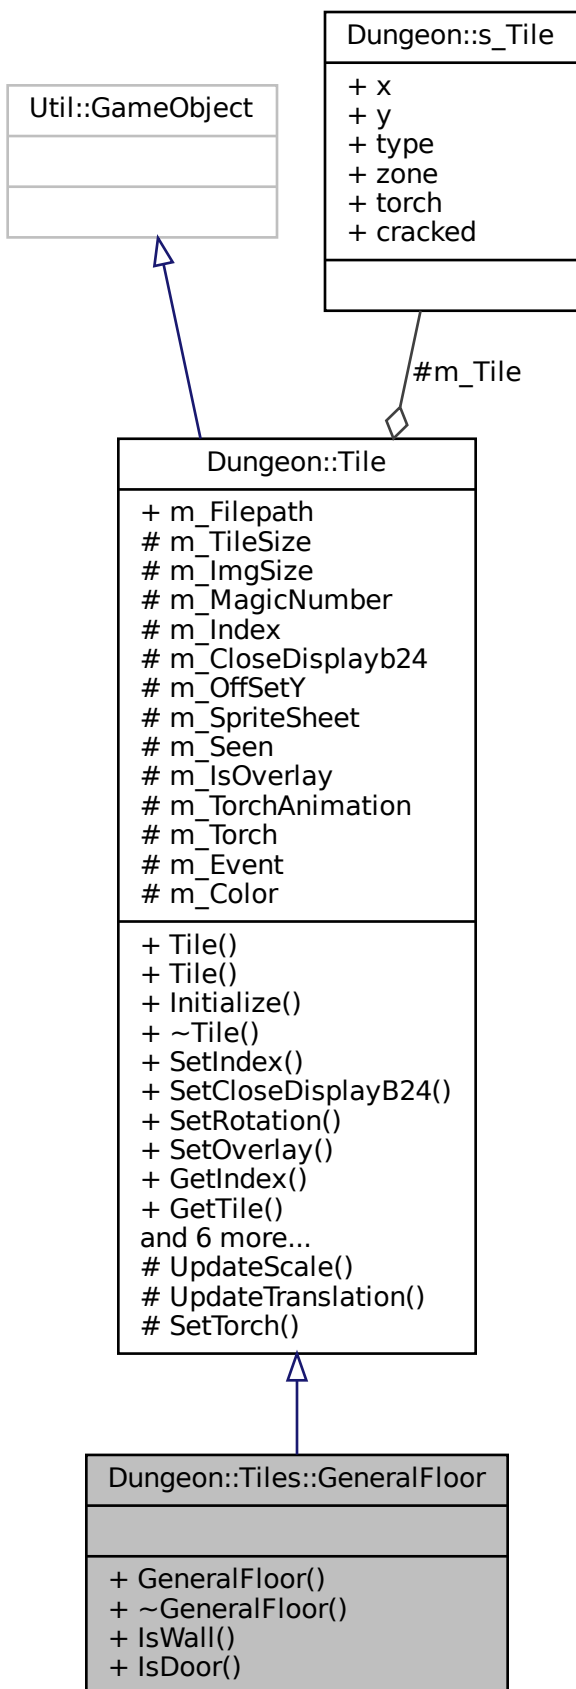 Dungeon::s_Tile
+ x
+ y
+ type
+ zone
+ torch
+ cracked
Util::GameObject
#m_Tile
Dungeon::Tile
+ m_Filepath
# m_TileSize
# m_ImgSize
# m_MagicNumber
# m_Index
# m_CloseDisplayb24
# m_OffSetY
# m_SpriteSheet
# m_Seen
# m_IsOverlay
# m_TorchAnimation
# m_Torch
# m_Event
# m_Color
+ Tile()
+ Tile()
+ Initialize()
+ ~Tile()
+ SetIndex()
+ SetCloseDisplayB24()
+ SetRotation()
+ SetOverlay()
+ GetIndex()
+ GetTile()
and 6 more...
# UpdateScale()
# UpdateTranslation()
# SetTorch()
Dungeon::Tiles::GeneralFloor
+ GeneralFloor()
+ ~GeneralFloor()
+ IsWall()
+ IsDoor()